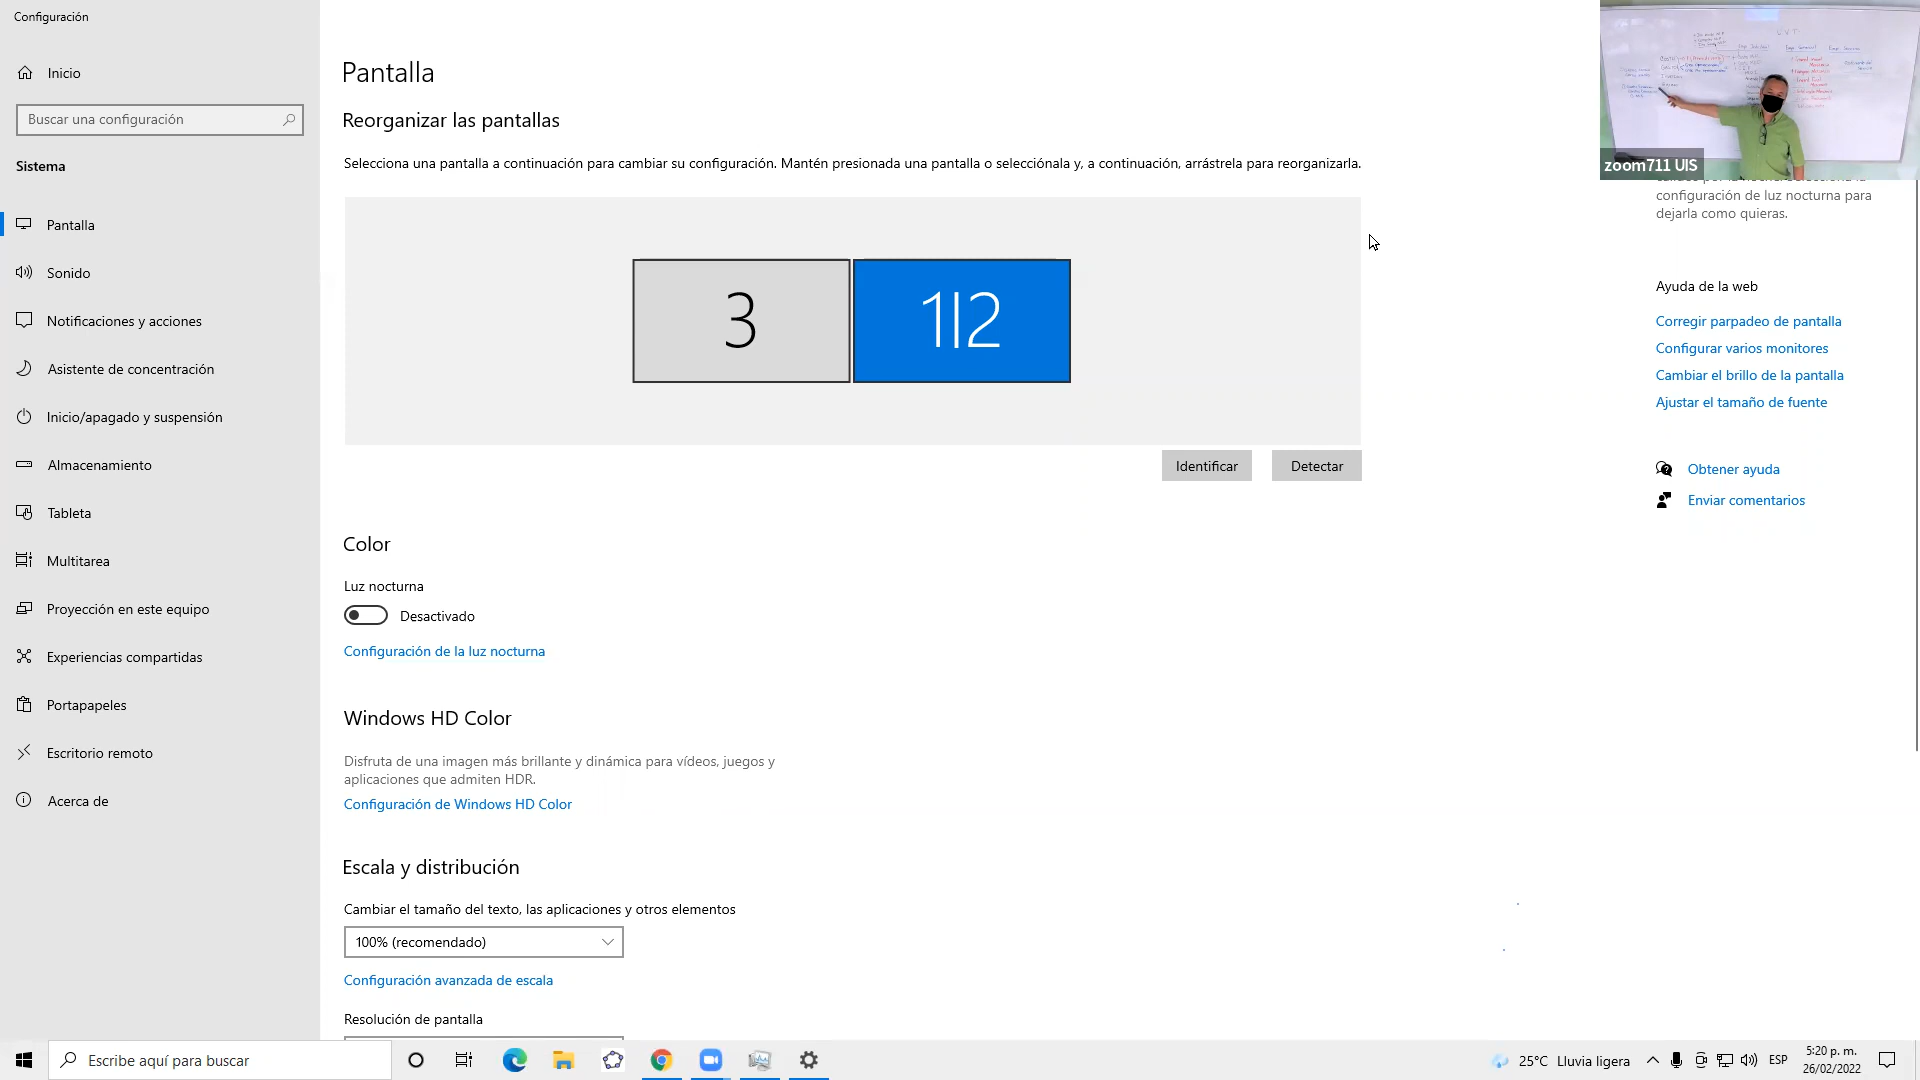 Configuración
Inicio
Buscar una configuración
Sistema
Pantalla
Sonido
Notificaciones y acciones
Asistente de concentración
Inicio/apagado y suspensión
Almacenamiento
Tableta
Multitarea
Proyección en este equipo
Experiencias compartidas
Portapapeles
Escritorio remoto
Acerca de
Pantalla
Reorganizar las pantallas
Selecciona una pantalla a continuación para cambiar su configuración. Mantén presionada una pantalla o selecciónala y, a continuación, arrástrela para reorganizarla.
3
1|2
Identificar
Detectar
Color
Luz nocturna
Desactivado
Configuración de la luz nocturna
Windows HD Color
Disfruta de una imagen más brillante y dinámica para vídeos, juegos y
aplicaciones que admiten HDR.
Configuración de Windows HD Color
Escala y distribución
Cambiar el tamaño del texto, las aplicaciones y otros elementos
100% (recomendado)
Configuración avanzada de escala
Resolución de pantalla
zoom711 UIS
configuración de luz nocturna para
dejarla como quieras.
Ayuda de la web
Corregir parpadeo de pantalla
Configurar varios monitores
Cambiar el brillo de la pantalla
Ajustar el tamaño de fuente
Obtener ayuda
Enviar comentarios
Escribe aquí para buscar
25°C Lluvia ligera
ESP
5:20 p. m.
26/02/2022